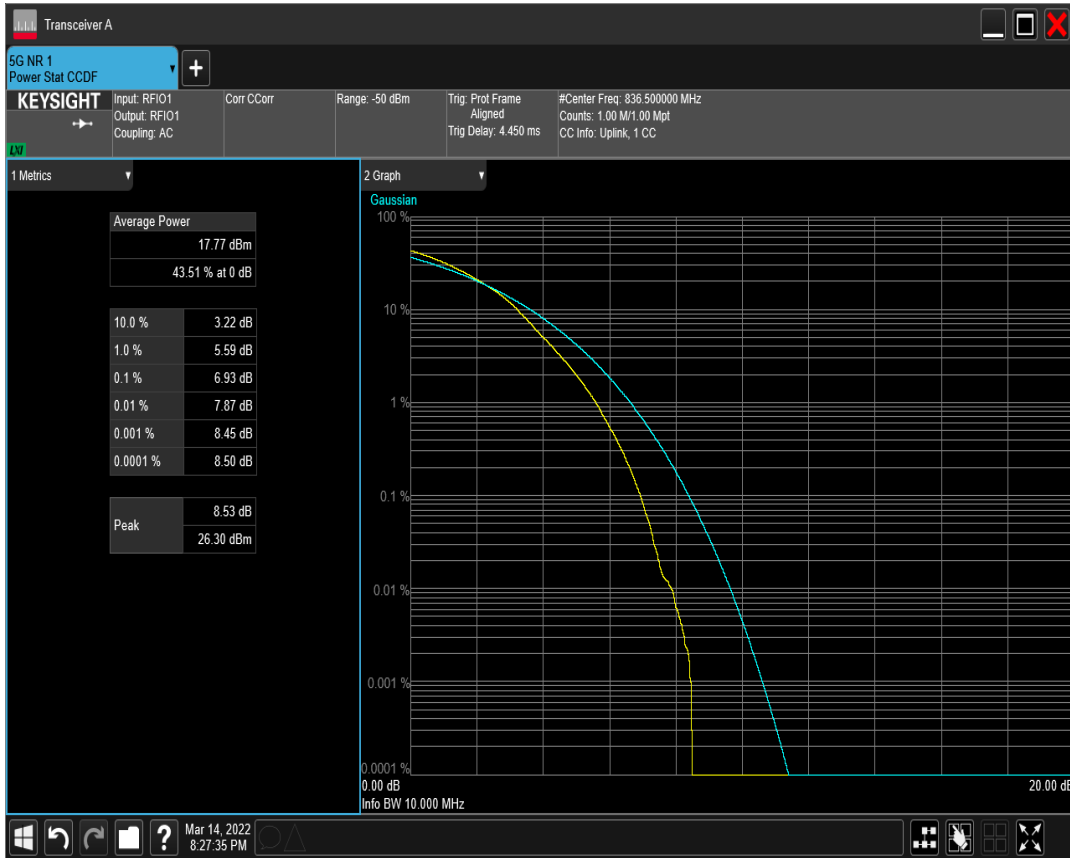 Transceiver A
5G NR 1
Power Stat CCDF
KEYSIGHT
LXI
Input: RFIO1
Output: RFIO1
Coupling: AC
Corr CCorr
Range: -50 dBm
Trig: Prot Frame
Aligned
Trig Delay: 4.450 ms
#Center Freq: 836.500000 MHz
Counts: 1.00 M/1.00 Mpt
CC Info: Uplink, 1 CC
1 Metrics
Average Power
17.77 dBm
43.51 % at 0 dB
10.0 % 3.22 dB
1.0 % 5.59 dB
0.1 % 6.93 dB
0.01 % 7.87 dB
0.001 % 8.45 dB
0.0001 % 8.50 dB
Peak
8.53 dB
26.30 dBm
2 Graph
Gaussian
100 %
10 %
1 %
0.1 %
0.01 %
0.001 %
0.0001 %
0.00 dB 20.00 dB
Info BW 10.000 MHz
?
Mar 14, 2022
8:27:35 PM